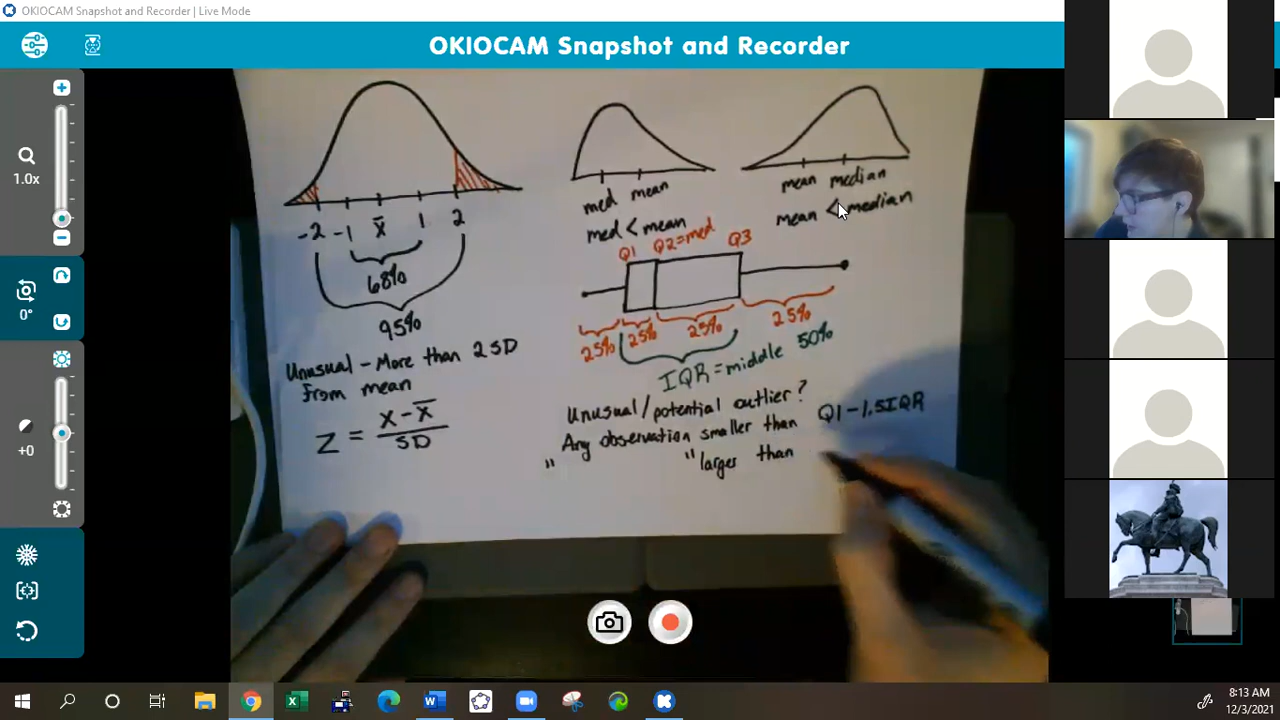 OKIOCAM Snapshot and Recorder | Live Mode
OKIOCAM Snapshot and Recorder
1.0x
0°
+0
-2 -1 x̄ 1 2
68%
95%
Unusual - More than 2SD
from mean
Z = x - x̄
SD
med mean
med < mean
mean median
mean < median
Q1 Q2=med Q3
25% 25% 25% 25%
IQR = middle 50%
Unusual/potential outlier?
Any observation smaller than Q1-1.5IQR
" " larger than
8:13 AM
12/3/2021